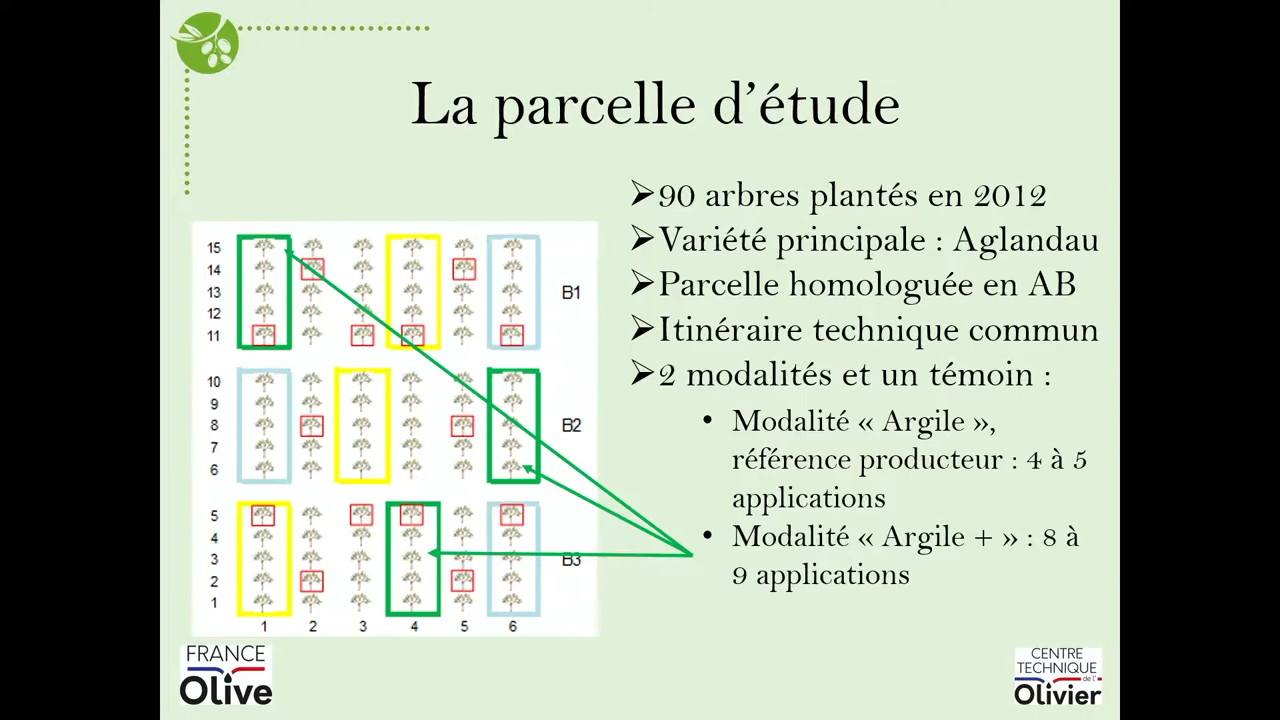 La parcelle d’étude
➢90 arbres plantés en 2012
➢Variété principale : Aglandau
➢Parcelle homologuée en AB
➢Itinéraire technique commun
➢2 modalités et un témoin :
• Modalité « Argile »,
référence producteur : 4 à 5
applications
• Modalité « Argile + » : 8 à
9 applications
15
14
13
12
11
B1
10
9
8
7
6
B2
5
4
3
2
1
B3
1 2 3 4 5 6
FRANCE
Olive
CENTRE
TECHNIQUE
de l'
Olivier